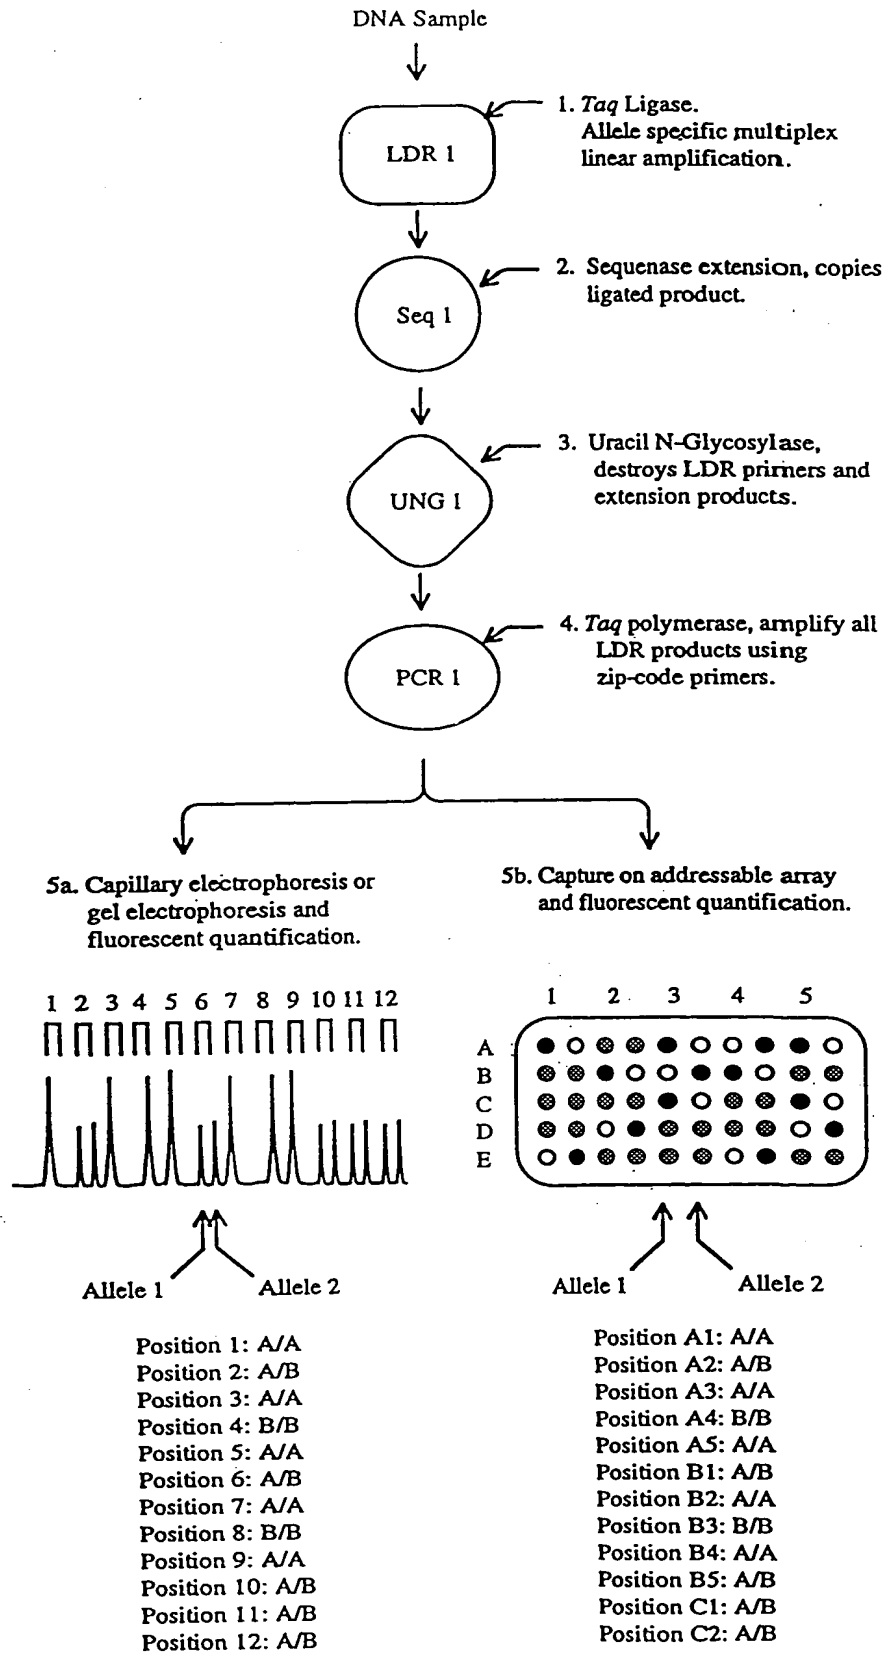 DNA Sample
LDR 1
1. Taq Ligase.
Allele specific multiplex
linear amplification.
Seq 1
2. Sequenase extension, copies
ligated product.
UNG 1
3. Uracil N-Glycosylase,
destroys LDR primers and
extension products.
PCR 1
4. Taq polymerase, amplify all
LDR products using
zip-code primers.
5a. Capillary electrophoresis or
gel electrophoresis and
fluorescent quantification.
1 2 3 4 5 6 7 8 9 10 11 12
Allele 1 Allele 2
Position 1: A/A
Position 2: A/B
Position 3: A/A
Position 4: B/B
Position 5: A/A
Position 6: A/B
Position 7: A/A
Position 8: B/B
Position 9: A/A
Position 10: A/B
Position 11: A/B
Position 12: A/B
5b. Capture on addressable array
and fluorescent quantification.
1 2 3 4 5
A
B
C
D
E
Allele 1 Allele 2
Position A1: A/A
Position A2: A/B
Position A3: A/A
Position A4: B/B
Position A5: A/A
Position B1: A/B
Position B2: A/A
Position B3: B/B
Position B4: A/A
Position B5: A/B
Position C1: A/B
Position C2: A/B